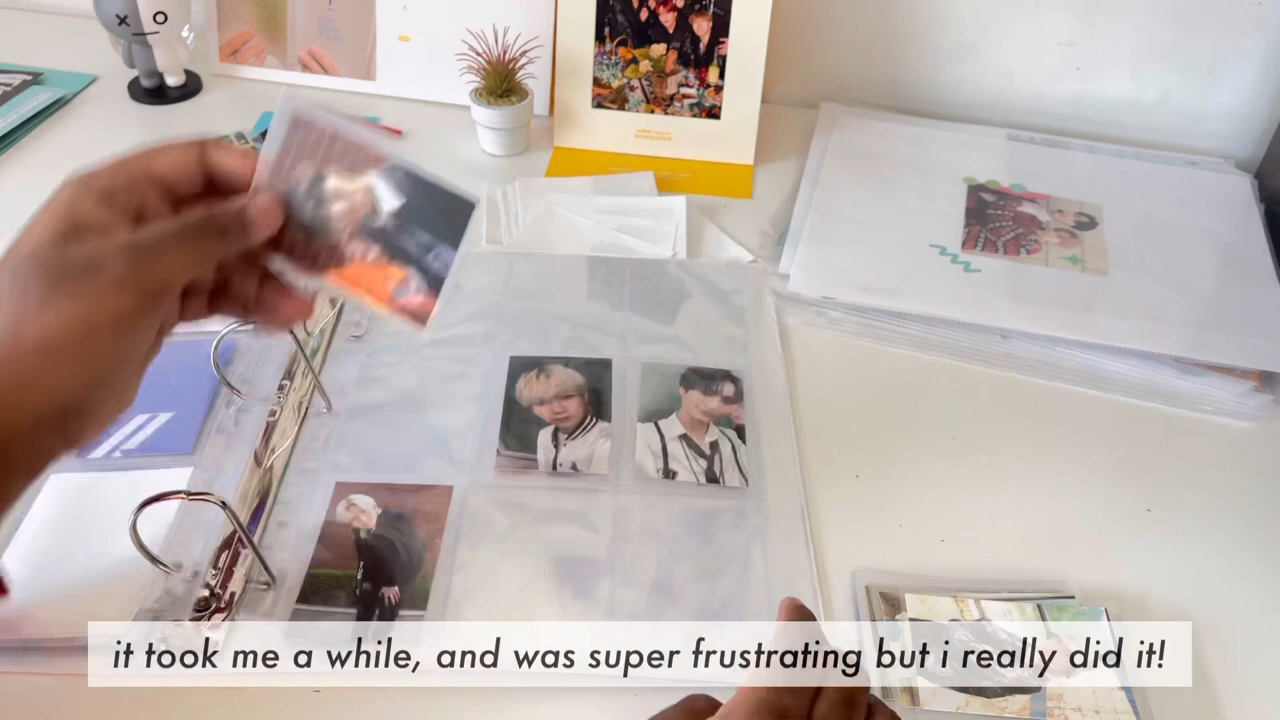 it took me a while, and was super frustrating but i really did it!